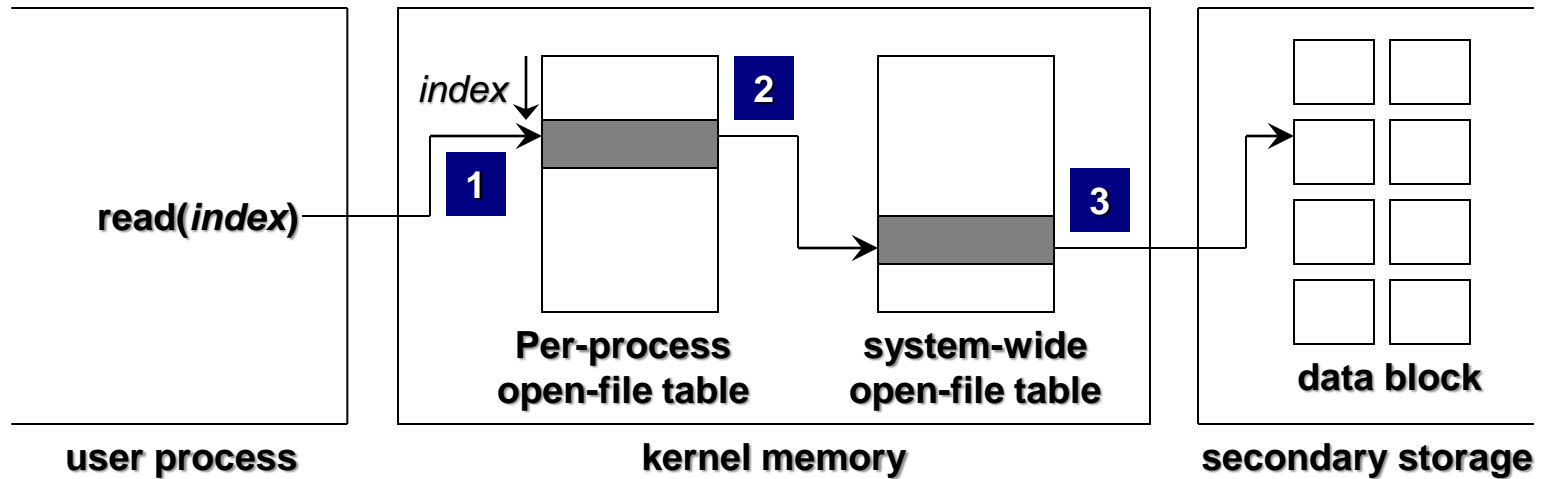 index
2
1
3
read(index)
Per-process
open-file table
system-wide
open-file table
data block
user process
kernel memory
secondary storage